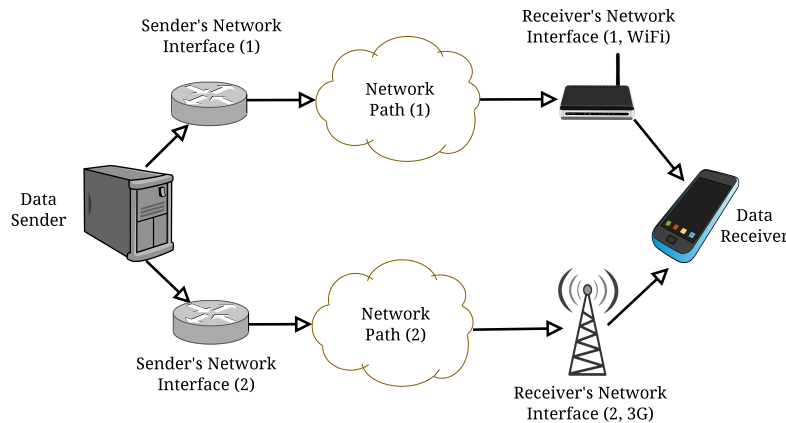 Sender's Network
Interface (1)
Receiver's Network
Interface (1, WiFi)
Network
Path (1)
Data
Sender
Data
Receiver
Network
Path (2)
Sender's Network
Interface (2)
Receiver's Network
Interface (2, 3G)